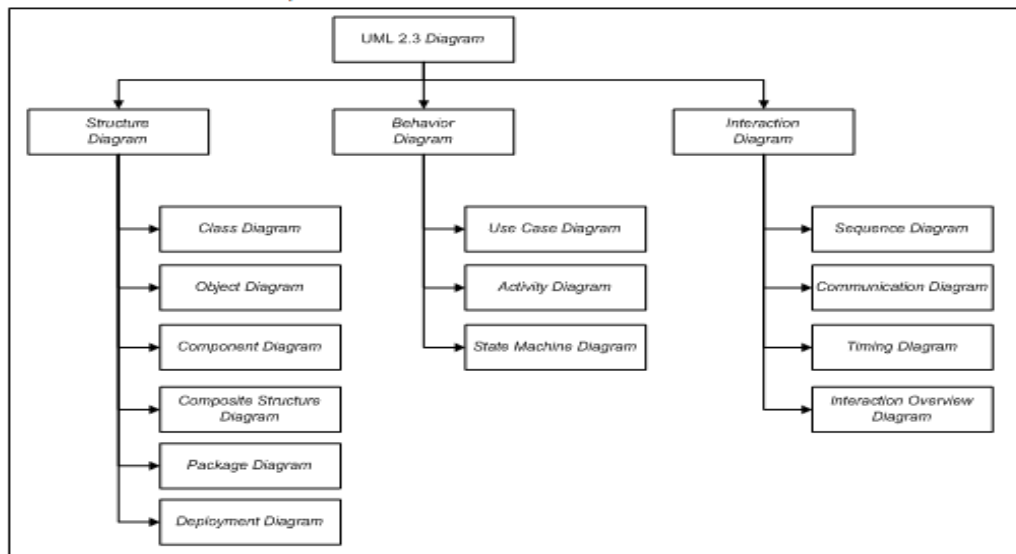 UML 2.3 Diagram
Structure
Diagram
Behavior
Diagram
Interaction
Diagram
Class Diagram
Object Diagram
Component Diagram
Composite Structure
Diagram
Package Diagram
Deployment Diagram
Use Case Diagram
Activity Diagram
State Machine Diagram
Sequence Diagram
Communication Diagram
Timing Diagram
Interaction Overview
Diagram